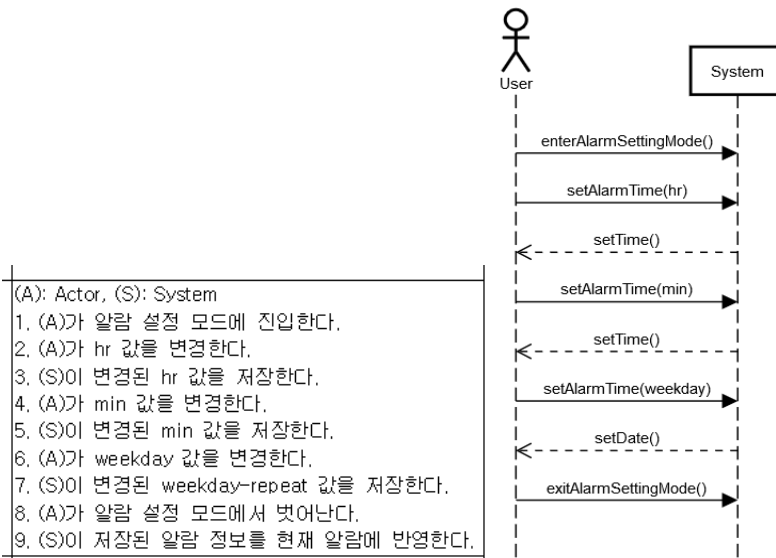 User
System
enterAlarmSettingMode()
setAlarmTime(hr)
setTime()
setAlarmTime(min)
setTime()
setAlarmTime(weekday)
setDate()
exitAlarmSettingMode()
(A): Actor, (S): System
1. (A)가 알람 설정 모드에 진입한다.
2. (A)가 hr 값을 변경한다.
3. (S)이 변경된 hr 값을 저장한다.
4. (A)가 min 값을 변경한다.
5. (S)이 변경된 min 값을 저장한다.
6. (A)가 weekday 값을 변경한다.
7. (S)이 변경된 weekday-repeat 값을 저장한다.
8. (A)가 알람 설정 모드에서 벗어난다.
9. (S)이 저장된 알람 정보를 현재 알람에 반영한다.